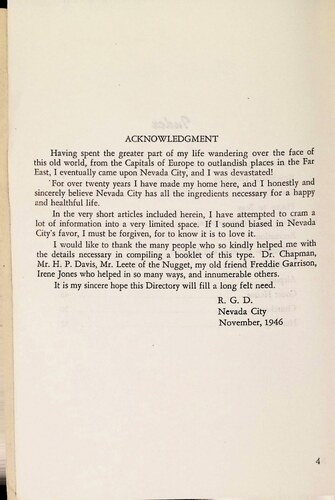 ACKNOWLEDGMENT
Having spent the greater part of my life wandering over the face of
this old world, from the Capitals of Europe to outlandish places in the Far
East, I eventually came upon Nevada City, and I was devastated!
For over twenty years I have made my home here, and I honestly and
sincerely believe Nevada City has all the ingredients necessary for a happy
and healthful life.
In the very short articles included herein, I have attempted to cram a
lot of information into a very limited space. If I sound biased in Nevada
City's favor, I must be forgiven, for to know it is to love it.
I would like to thank the many people who so kindly helped me with
the details necessary in compiling a booklet of this type. Dr. Chapman,
Mr. H. P. Davis, Mr. Leete of the Nugget, my old friend Freddie Garrison,
Irene Jones who helped in so many ways, and innumerable others.
It is my sincere hope this Directory will fill a long felt need.
R. G. D.
Nevada City
November, 1946
4